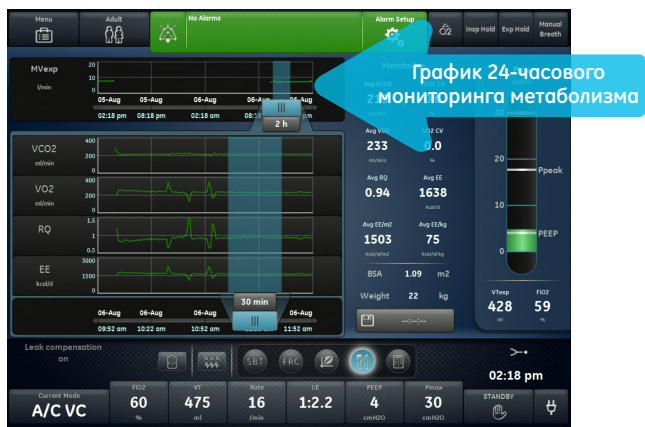 Menu
Adult
No Alarms
Alarm Setup
O2
Insp Hold
Exp Hold
Manual
Breath
MVexp
l/min
20
10
0
05-Aug
05-Aug
06-Aug
06-Aug
02:18 pm
08:18 pm
02:18 am
2 h
График 24-часового
мониторинга метаболизма
VCO2
ml/min
400
200
0
VO2
ml/min
400
200
0
RQ
1.5
1
0.5
EE
kcal/d
3000
1500
0
30 min
06-Aug
06-Aug
06-Aug
06-Aug
09:52 am
10:22 am
10:52 am
11:52 am
Avg VCO2
Avg VO2
VO2 CV
233
0.0
ml/min
%
Avg RQ
Avg EE
0.94
1638
kcal/d
Avg EE/m2
Avg EE/kg
1503
75
kcal/d/m2
kcal/d/kg
BSA
1.09
m2
Weight
22
kg
--:--:--
30
20
10
0
Ppeak
PEEP
VTexp
FiO2
428
59
ml
%
Leak compensation
on
SBT
FRC
02:18 pm
Current Mode
A/C VC
FiO2
60
%
VT
475
ml
Rate
16
/min
I:E
1:2.2
PEEP
4
cmH2O
Pmax
30
cmH2O
STANDBY